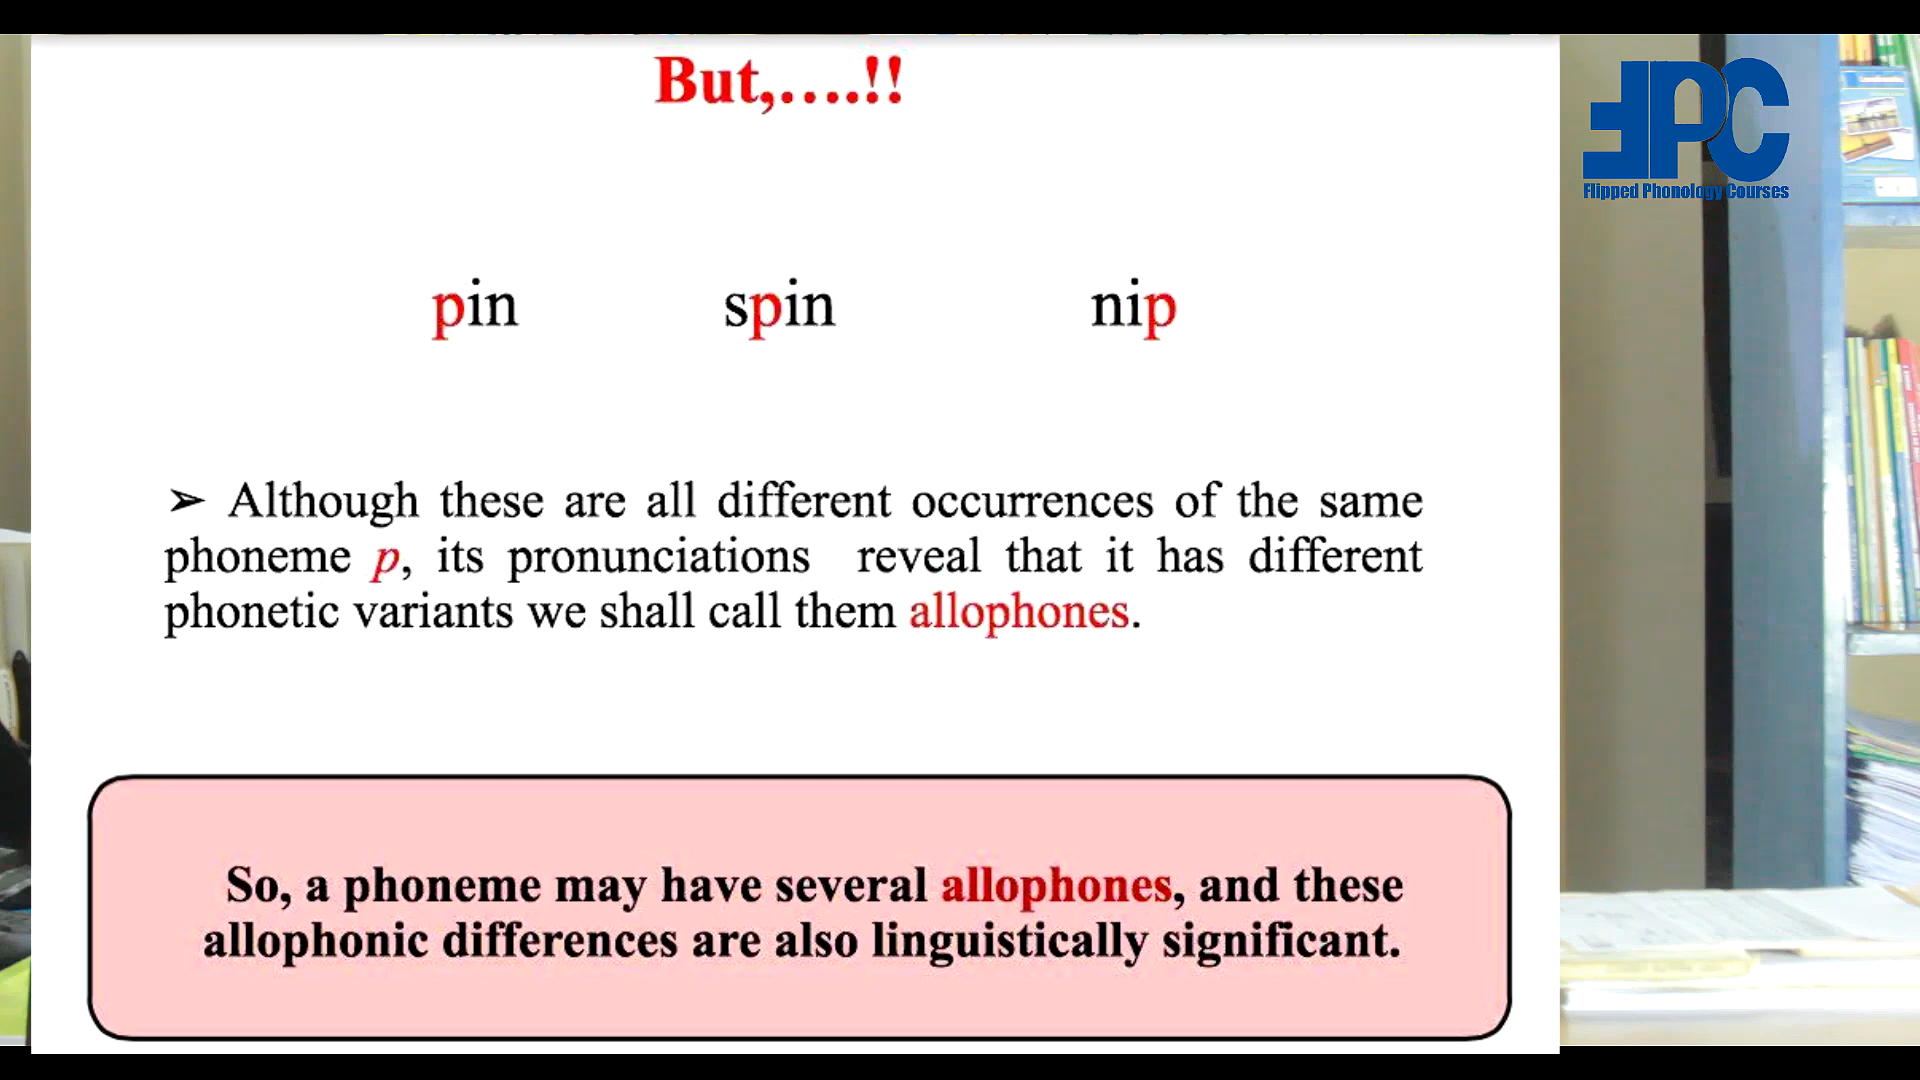 But,....!!
Flipped Phonology Courses
pin spin nip
➢ Although these are all different occurrences of the same
phoneme p, its pronunciations reveal that it has different
phonetic variants we shall call them allophones.
So, a phoneme may have several allophones, and these
allophonic differences are also linguistically significant.